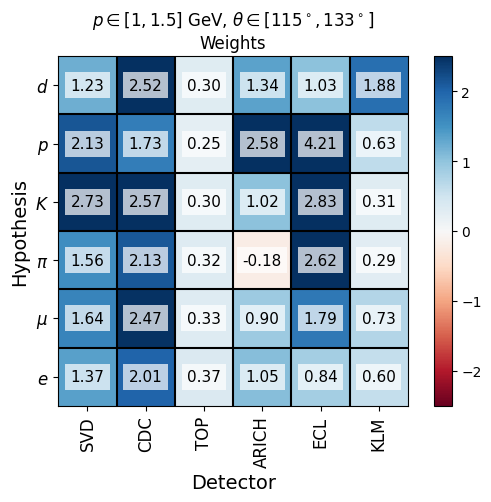 p ∈ [1, 1.5] GeV, θ ∈ [115°, 133°]
Weights
d 1.23 2.52 0.30 1.34 1.03 1.88
p 2.13 1.73 0.25 2.58 4.21 0.63
K 2.73 2.57 0.30 1.02 2.83 0.31
π 1.56 2.13 0.32 -0.18 2.62 0.29
μ 1.64 2.47 0.33 0.90 1.79 0.73
e 1.37 2.01 0.37 1.05 0.84 0.60
SVD CDC TOP ARICH ECL KLM
Detector
Hypothesis
2
1
0
−1
−2